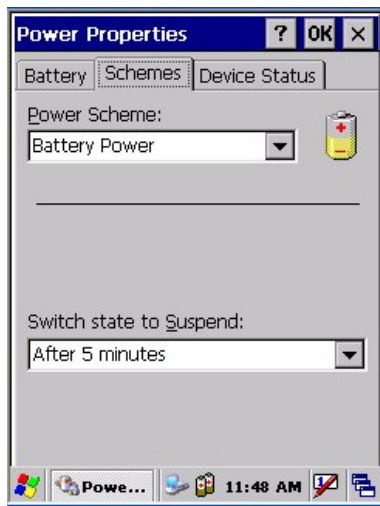 Power Properties ? OK ×
Battery Schemes Device Status
Power Scheme:
Battery Power
Switch state to Suspend:
After 5 minutes
Powe... 11:48 AM